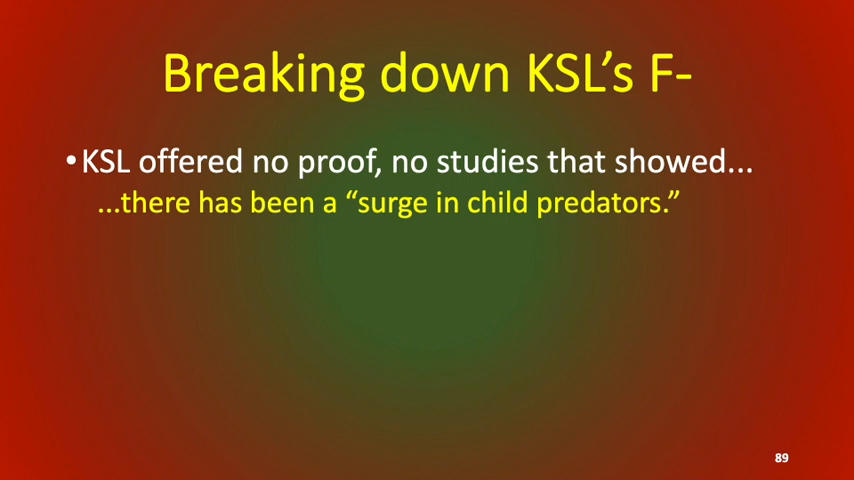 Breaking down KSL’s F-
•KSL offered no proof, no studies that showed...
...there has been a “surge in child predators.”
89